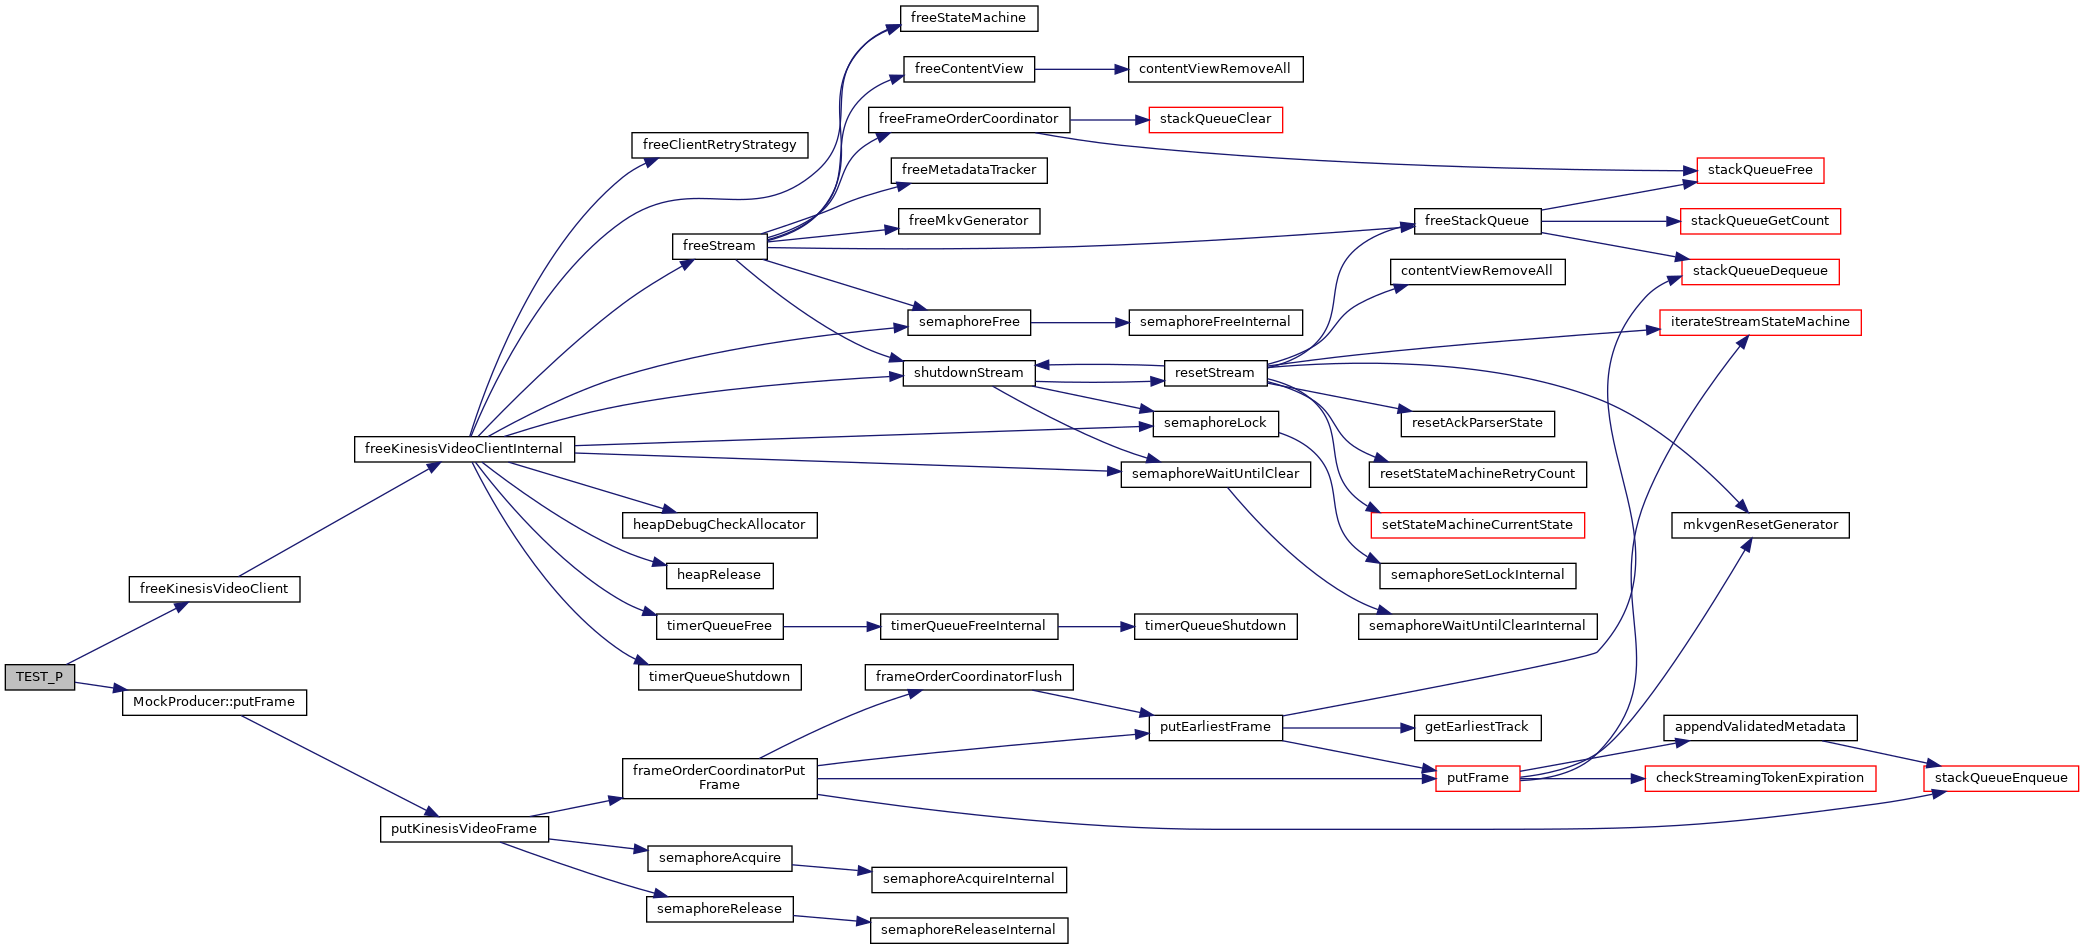 freeStateMachine
freeContentView
contentViewRemoveAll
freeFrameOrderCoordinator
stackQueueClear
freeClientRetryStrategy
freeMetadataTracker
stackQueueFree
freeMkvGenerator
freeStackQueue
stackQueueGetCount
freeStream
contentViewRemoveAll
stackQueueDequeue
semaphoreFree
semaphoreFreeInternal
iterateStreamStateMachine
shutdownStream
resetStream
semaphoreLock
resetAckParserState
freeKinesisVideoClientInternal
semaphoreWaitUntilClear
resetStateMachineRetryCount
heapDebugCheckAllocator
setStateMachineCurrentState
mkvgenResetGenerator
heapRelease
semaphoreSetLockInternal
freeKinesisVideoClient
timerQueueFree
timerQueueFreeInternal
timerQueueShutdown
semaphoreWaitUntilClearInternal
TEST_P
timerQueueShutdown
frameOrderCoordinatorFlush
MockProducer::putFrame
putEarliestFrame
getEarliestTrack
appendValidatedMetadata
frameOrderCoordinatorPut
Frame
putFrame
checkStreamingTokenExpiration
stackQueueEnqueue
putKinesisVideoFrame
semaphoreAcquire
semaphoreAcquireInternal
semaphoreRelease
semaphoreReleaseInternal